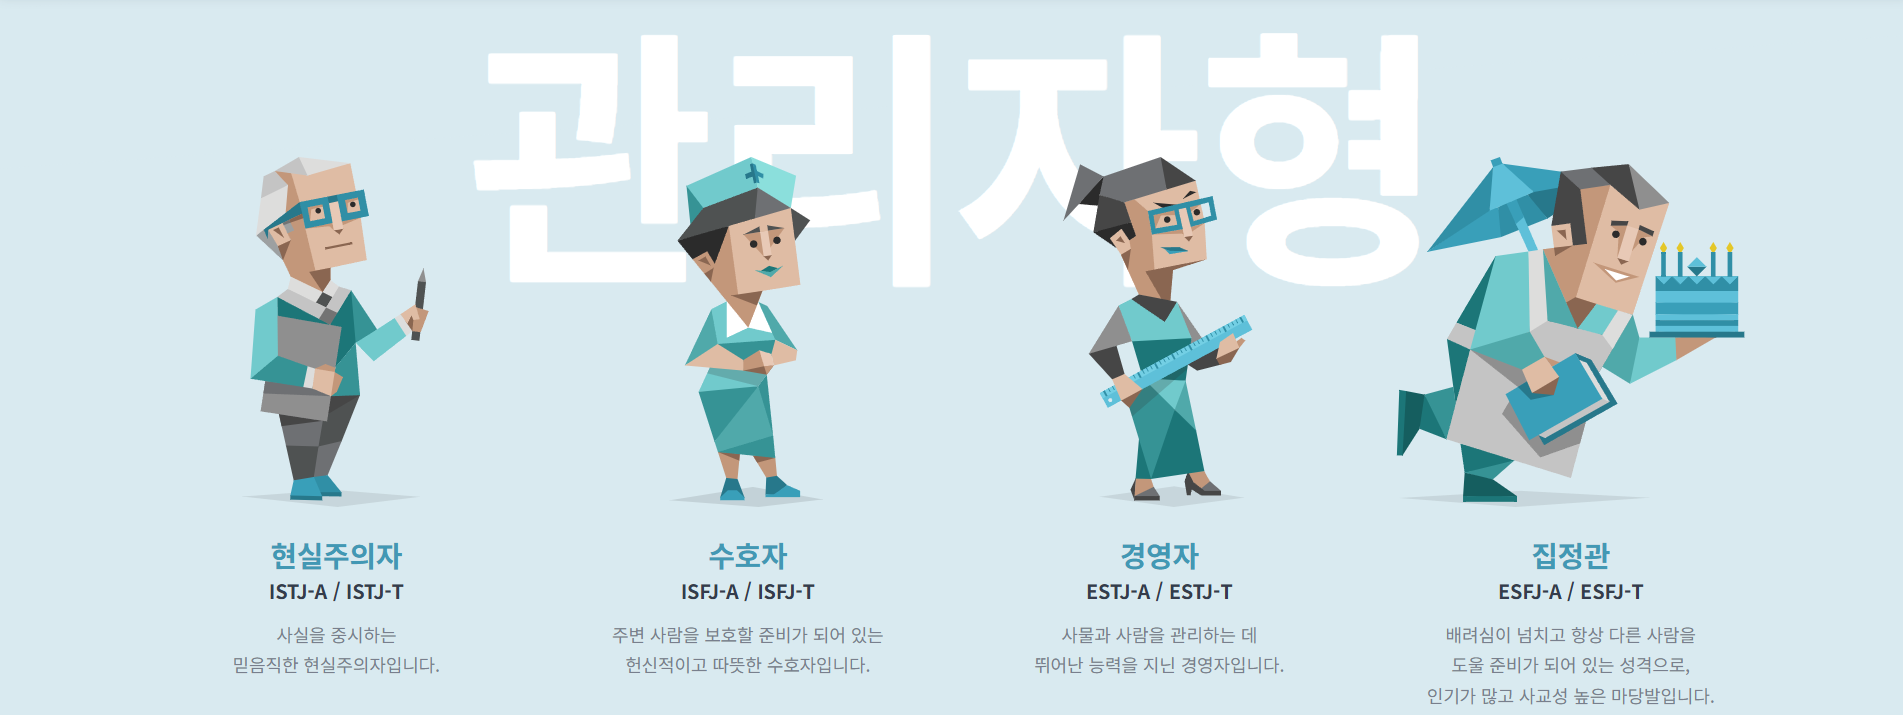 관리자형
현실주의자
ISTJ-A / ISTJ-T
사실을 중시하는
믿음직한 현실주의자입니다.
수호자
ISFJ-A / ISFJ-T
주변 사람을 보호할 준비가 되어 있는
헌신적이고 따뜻한 수호자입니다.
경영자
ESTJ-A / ESTJ-T
사물과 사람을 관리하는 데
뛰어난 능력을 지닌 경영자입니다.
집정관
ESFJ-A / ESFJ-T
배려심이 넘치고 항상 다른 사람을
도울 준비가 되어 있는 성격으로,
인기가 많고 사교성 높은 마당발입니다.